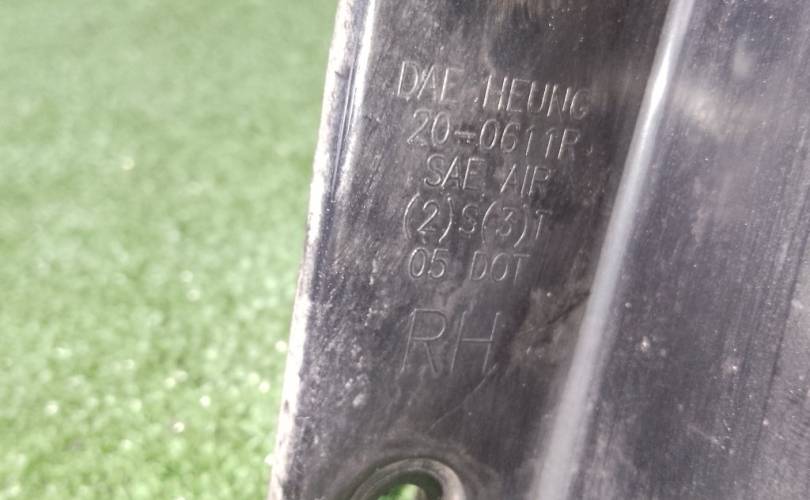 DAE HEUNG
20-0611R
SAE AIR
(2)S(3)T
05 DOT
RH